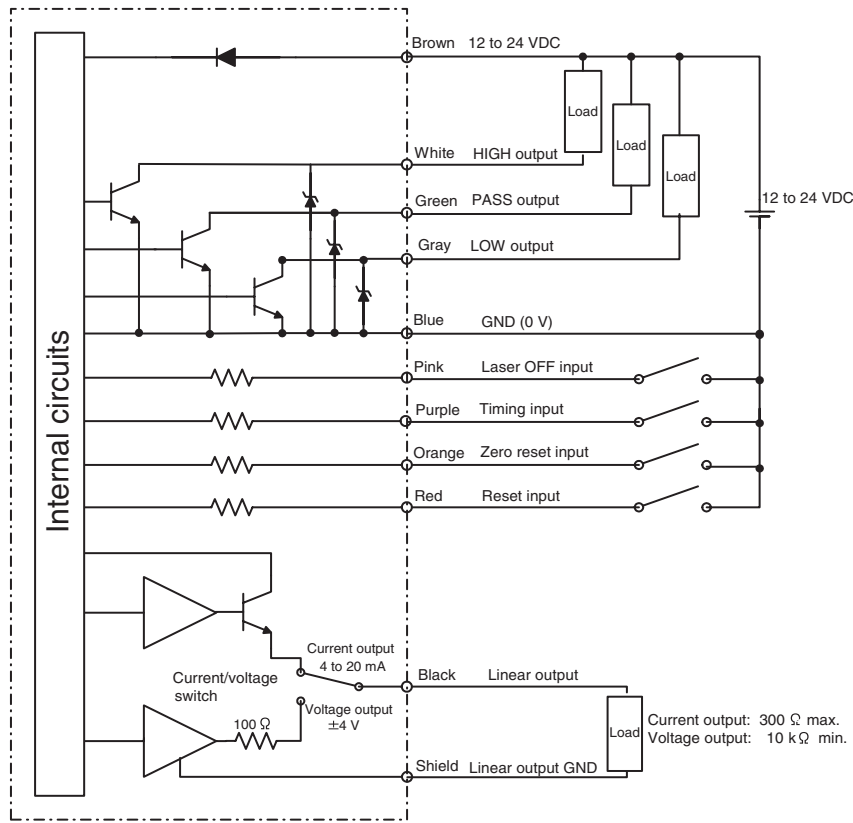 Internal circuits
Brown 12 to 24 VDC
Load
Load
Load
White HIGH output
Green PASS output
12 to 24 VDC
Gray LOW output
Blue GND (0 V)
Pink Laser OFF input
Purple Timing input
Orange Zero reset input
Red Reset input
Current output
4 to 20 mA
Current/voltage
switch
Black Linear output
Voltage output
±4 V
100 Ω
Load
Current output: 300 Ω max.
Voltage output: 10 kΩ min.
Shield Linear output GND